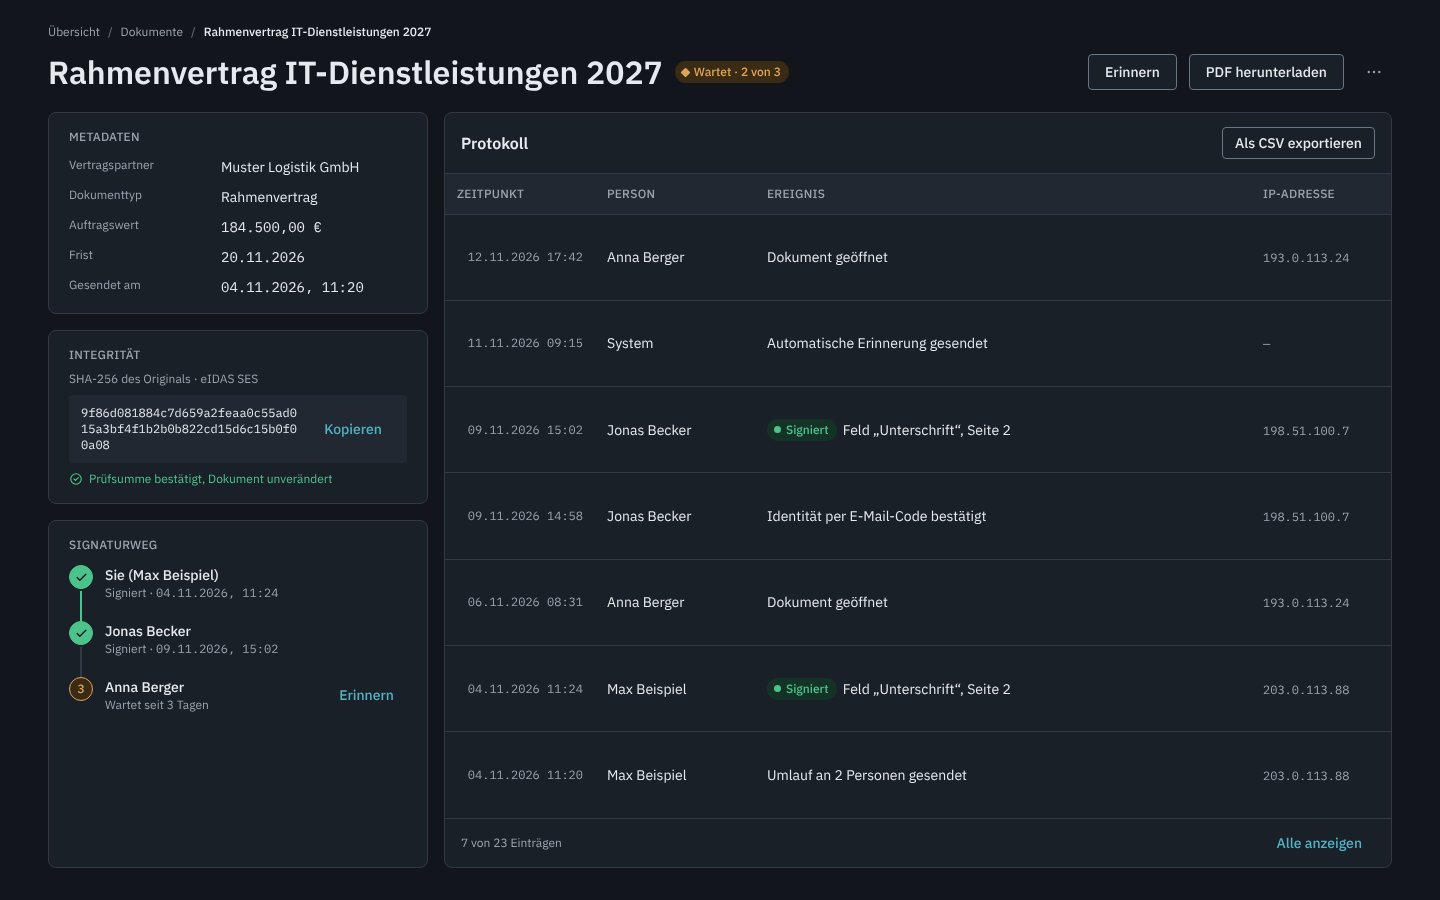 Übersicht / Dokumente / Rahmenvertrag IT-Dienstleistungen 2027
Rahmenvertrag IT-Dienstleistungen 2027
Wartet · 2 von 3
Erinnern
PDF herunterladen
METADATEN
Vertragspartner Muster Logistik GmbH
Dokumenttyp Rahmenvertrag
Auftragswert 184.500,00 €
Frist 20.11.2026
Gesendet am 04.11.2026, 11:20
INTEGRITÄT
SHA-256 des Originals · eIDAS SES
9f86d081884c7d659a2feaa0c55ad0
15a3bf4f1b2b0b822cd15d6c15b0f0
0a08
Kopieren
Prüfsumme bestätigt, Dokument unverändert
SIGNATURWEG
Sie (Max Beispiel)
Signiert · 04.11.2026, 11:24
Jonas Becker
Signiert · 09.11.2026, 15:02
3 Anna Berger
Wartet seit 3 Tagen
Erinnern
Protokoll
Als CSV exportieren
ZEITPUNKT PERSON EREIGNIS IP-ADRESSE
12.11.2026 17:42 Anna Berger Dokument geöffnet 193.0.113.24
11.11.2026 09:15 System Automatische Erinnerung gesendet –
09.11.2026 15:02 Jonas Becker Signiert Feld „Unterschrift“, Seite 2 198.51.100.7
09.11.2026 14:58 Jonas Becker Identität per E-Mail-Code bestätigt 198.51.100.7
06.11.2026 08:31 Anna Berger Dokument geöffnet 193.0.113.24
04.11.2026 11:24 Max Beispiel Signiert Feld „Unterschrift“, Seite 2 203.0.113.88
04.11.2026 11:20 Max Beispiel Umlauf an 2 Personen gesendet 203.0.113.88
7 von 23 Einträgen
Alle anzeigen